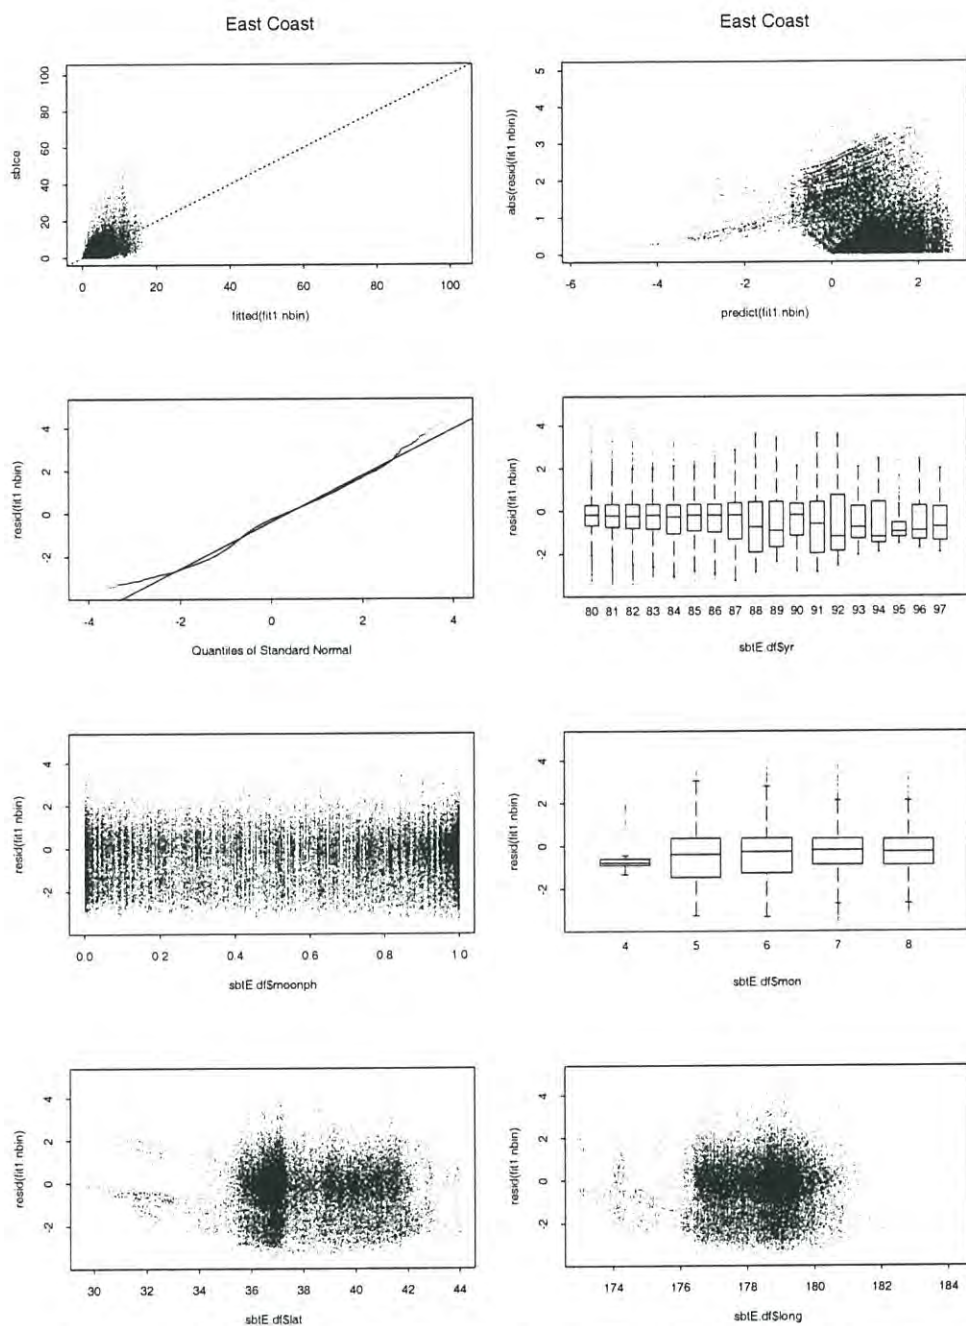 East Coast
East Coast
sblce
100
80
60
40
20
0
0 20 40 60 80 100
fitted(fit1.nbin)
abs(resid(fit1.nbin))
5
4
3
2
1
0
-6 -4 -2 0 2
predict(fit1.nbin)
resid(fit1.nbin)
4
2
0
-2
-4 -2 0 2 4
Quantiles of Standard Normal
resid(fit1.nbin)
4
2
0
-2
80 81 82 83 84 85 86 87 88 89 90 91 92 93 94 95 96 97
sbtE.df$yr
resid(fit1.nbin)
4
2
0
-2
0.0 0.2 0.4 0.6 0.8 1.0
sbtE.df$moonph
resid(fit1.nbin)
4
2
0
-2
4 5 6 7 8
sbtE.df$mon
resid(fit1.nbin)
4
2
0
-2
30 32 34 36 38 40 42 44
sbtE.df$lat
resid(fit1.nbin)
4
2
0
-2
174 176 178 180 182 184
sbtE.df$long